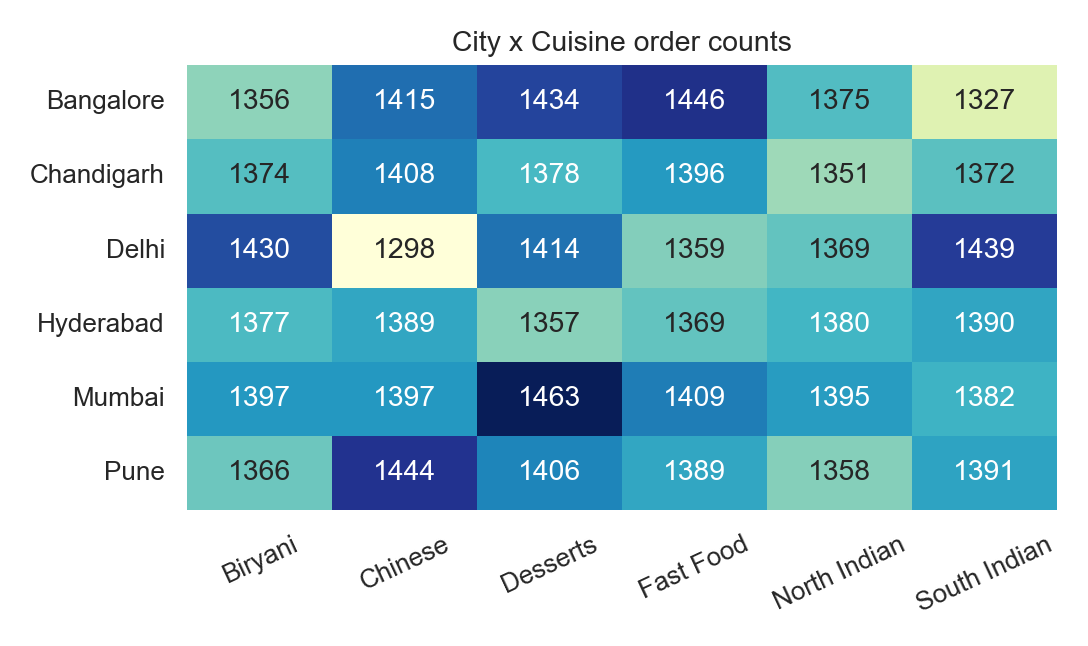 City x Cuisine order counts
Bangalore 1356 1415 1434 1446 1375 1327
Chandigarh 1374 1408 1378 1396 1351 1372
Delhi 1430 1298 1414 1359 1369 1439
Hyderabad 1377 1389 1357 1369 1380 1390
Mumbai 1397 1397 1463 1409 1395 1382
Pune 1366 1444 1406 1389 1358 1391
Biryani Chinese Desserts Fast Food North Indian South Indian